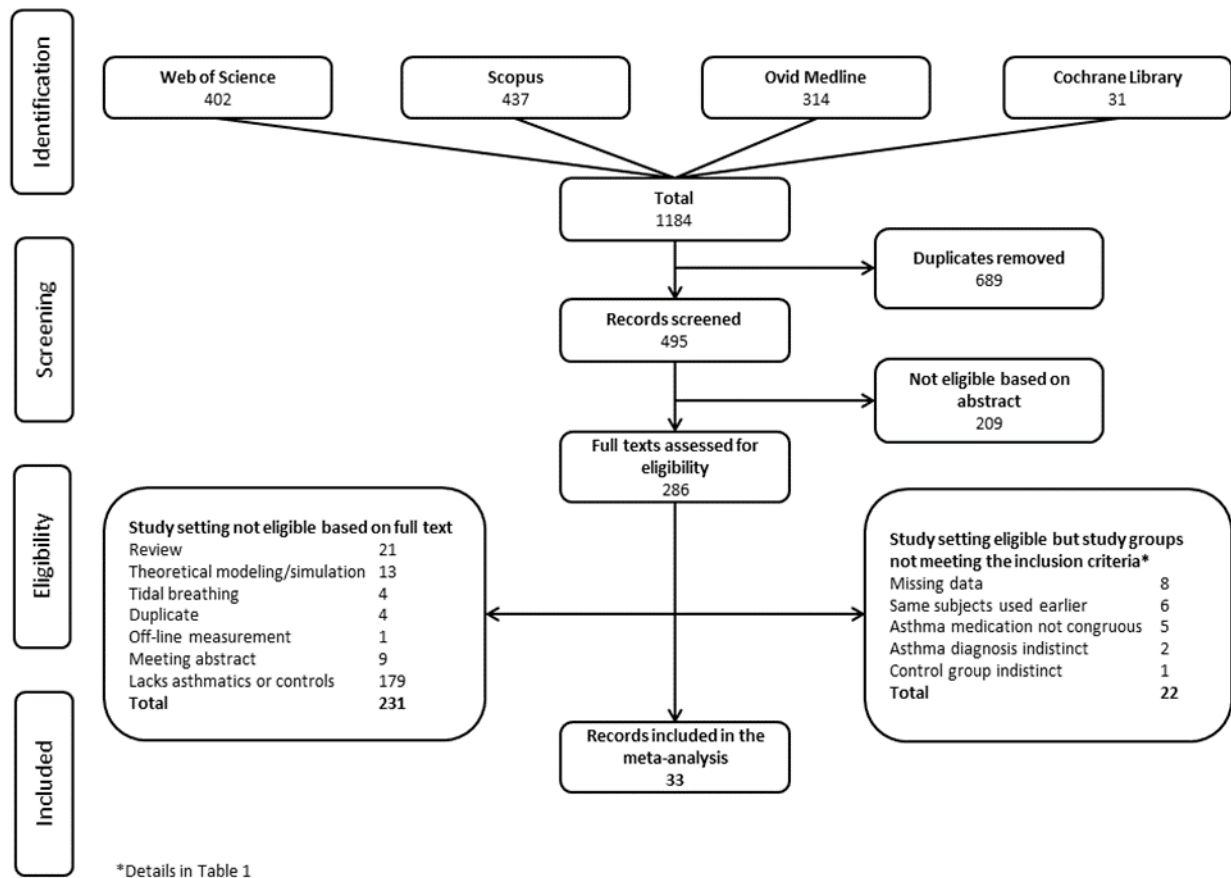 Identification
Web of Science
402
Scopus
437
Ovid Medline
314
Cochrane Library
31
Total
1184
Screening
Duplicates removed
689
Records screened
495
Not eligible based on
abstract
209
Eligibility
Full texts assessed for
eligibility
286
Study setting not eligible based on full text
Review 21
Theoretical modeling/simulation 13
Tidal breathing 4
Duplicate 4
Off-line measurement 1
Meeting abstract 9
Lacks asthmatics or controls 179
Total 231
Study setting eligible but study groups
not meeting the inclusion criteria*
Missing data 8
Same subjects used earlier 6
Asthma medication not congruous 5
Asthma diagnosis indistinct 2
Control group indistinct 1
Total 22
Included
Records included in the
meta-analysis
33
*Details in Table 1